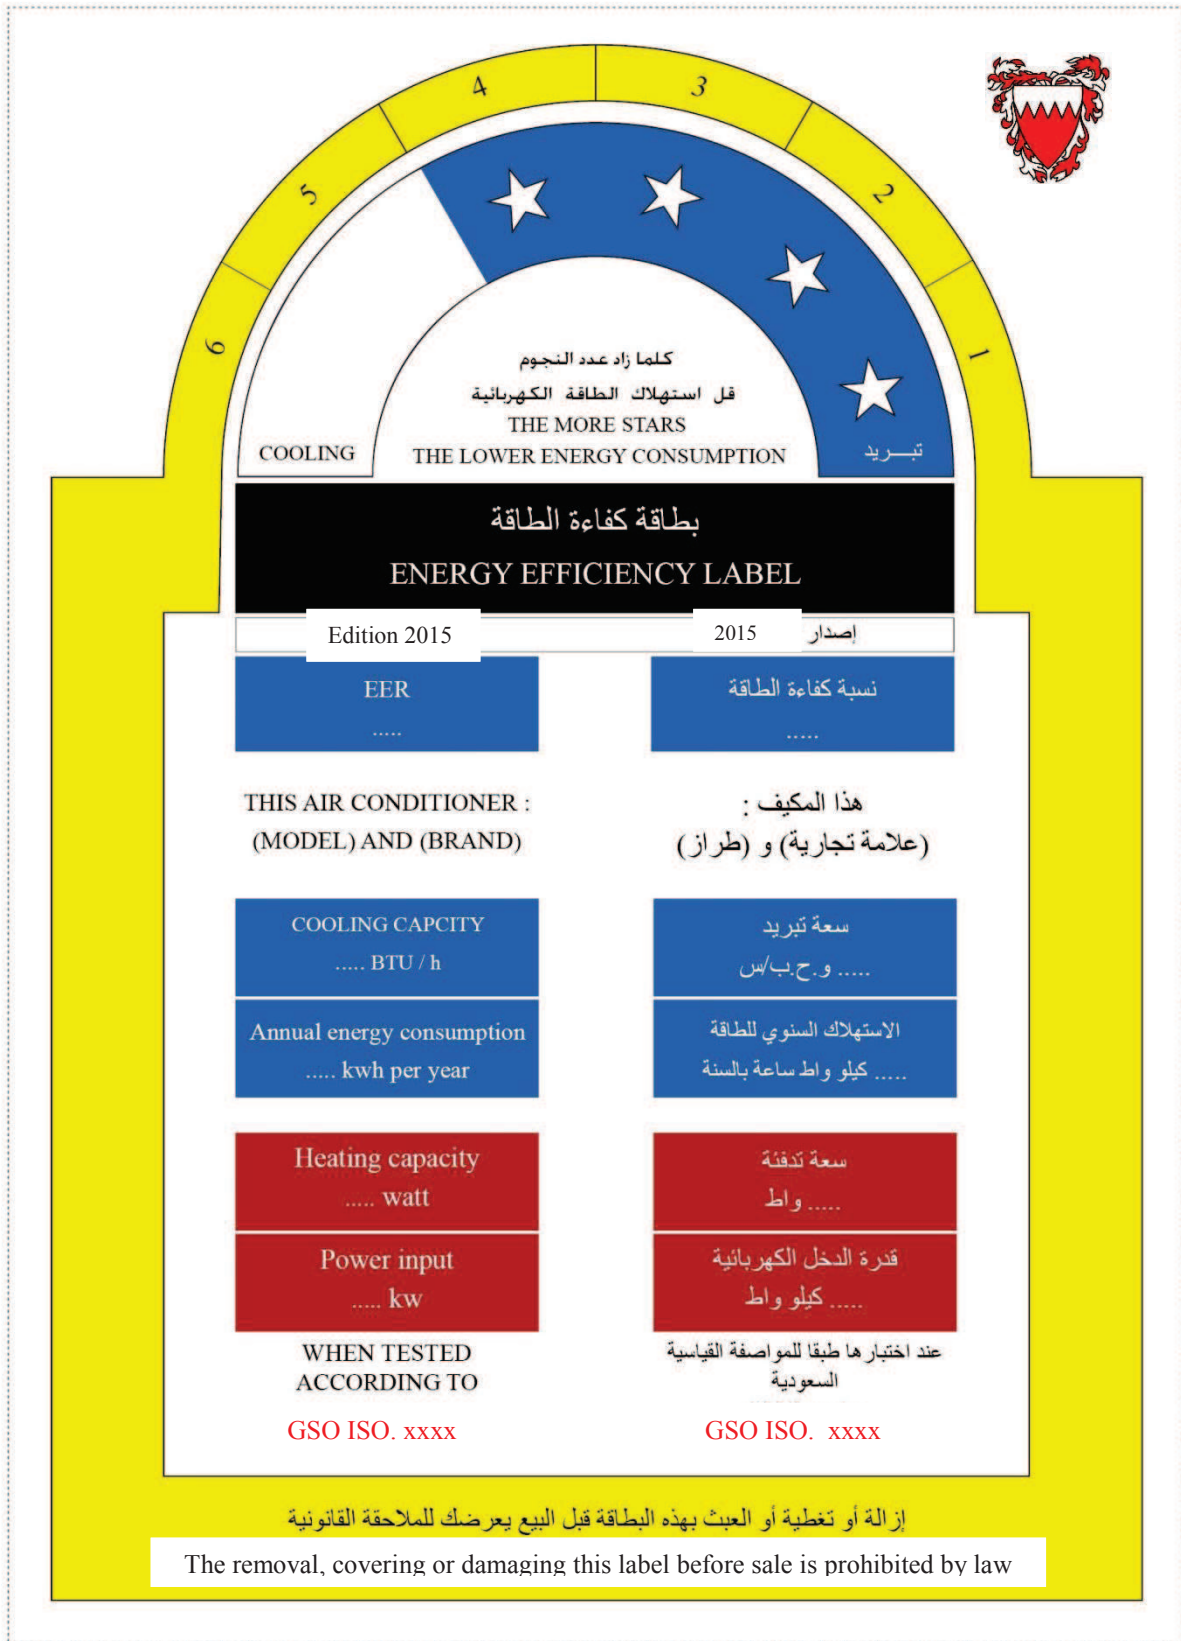 4
3
5
2
6
1
كلما زاد عدد النجوم
قل استهلاك الطاقة الكهربائية
THE MORE STARS
THE LOWER ENERGY CONSUMPTION
COOLING
تبـــريد
بطاقة كفاءة الطاقة
ENERGY EFFICIENCY LABEL
Edition 2015
إصدار 2015
EER
.....
نسبة كفاءة الطاقة
.....
THIS AIR CONDITIONER :
(MODEL) AND (BRAND)
هذا المكيف :
(علامة تجارية) و (طراز)
COOLING CAPCITY
..... BTU / h
سعة تبريد
..... و.ح.ب/س
Annual energy consumption
..... kwh per year
الاستهلاك السنوي للطاقة
..... كيلو واط ساعة بالسنة
Heating capacity
..... watt
سعة تدفئة
..... واط
Power input
..... kw
قدرة الدخل الكهربائية
..... كيلو واط
WHEN TESTED
ACCORDING TO
GSO ISO. xxxx
عند اختبارها طبقا للمواصفة القياسية
السعودية
GSO ISO. xxxx
إزالة أو تغطية أو العبث بهذه البطاقة قبل البيع يعرضك للملاحقة القانونية
The removal, covering or damaging this label before sale is prohibited by law